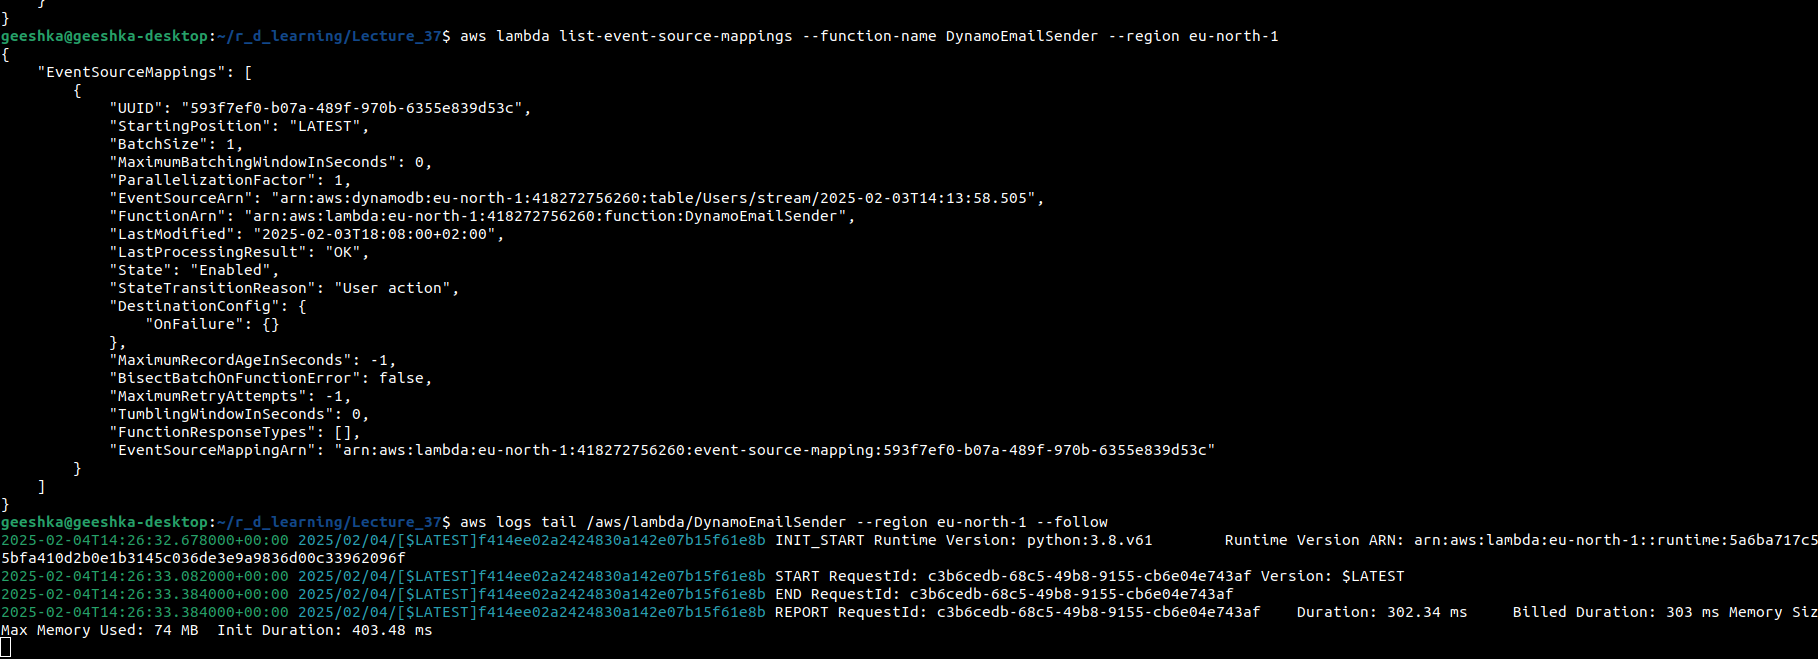 }
}
geeshka@geeshka-desktop:~/r_d_learning/Lecture_37$ aws lambda list-event-source-mappings --function-name DynamoEmailSender --region eu-north-1
{
    "EventSourceMappings": [
        {
            "UUID": "593f7ef0-b07a-489f-970b-6355e839d53c",
            "StartingPosition": "LATEST",
            "BatchSize": 1,
            "MaximumBatchingWindowInSeconds": 0,
            "ParallelizationFactor": 1,
            "EventSourceArn": "arn:aws:dynamodb:eu-north-1:418272756260:table/Users/stream/2025-02-03T14:13:58.505",
            "FunctionArn": "arn:aws:lambda:eu-north-1:418272756260:function:DynamoEmailSender",
            "LastModified": "2025-02-03T18:08:00+02:00",
            "LastProcessingResult": "OK",
            "State": "Enabled",
            "StateTransitionReason": "User action",
            "DestinationConfig": {
                "OnFailure": {}
            },
            "MaximumRecordAgeInSeconds": -1,
            "BisectBatchOnFunctionError": false,
            "MaximumRetryAttempts": -1,
            "TumblingWindowInSeconds": 0,
            "FunctionResponseTypes": [],
            "EventSourceMappingArn": "arn:aws:lambda:eu-north-1:418272756260:event-source-mapping:593f7ef0-b07a-489f-970b-6355e839d53c"
        }
    ]
}
geeshka@geeshka-desktop:~/r_d_learning/Lecture_37$ aws logs tail /aws/lambda/DynamoEmailSender --region eu-north-1 --follow
2025-02-04T14:26:32.678000+00:00 2025/02/04/[$LATEST]f414ee02a2424830a142e07b15f61e8b INIT_START Runtime Version: python:3.8.v61        Runtime Version ARN: arn:aws:lambda:eu-north-1::runtime:5a6ba717c5
5bfa410d2b0e1b3145c036de3e9a9836d00c33962096f
2025-02-04T14:26:33.082000+00:00 2025/02/04/[$LATEST]f414ee02a2424830a142e07b15f61e8b START RequestId: c3b6cedb-68c5-49b8-9155-cb6e04e743af Version: $LATEST
2025-02-04T14:26:33.384000+00:00 2025/02/04/[$LATEST]f414ee02a2424830a142e07b15f61e8b END RequestId: c3b6cedb-68c5-49b8-9155-cb6e04e743af
2025-02-04T14:26:33.384000+00:00 2025/02/04/[$LATEST]f414ee02a2424830a142e07b15f61e8b REPORT RequestId: c3b6cedb-68c5-49b8-9155-cb6e04e743af    Duration: 302.34 ms     Billed Duration: 303 ms Memory Siz
Max Memory Used: 74 MB  Init Duration: 403.48 ms